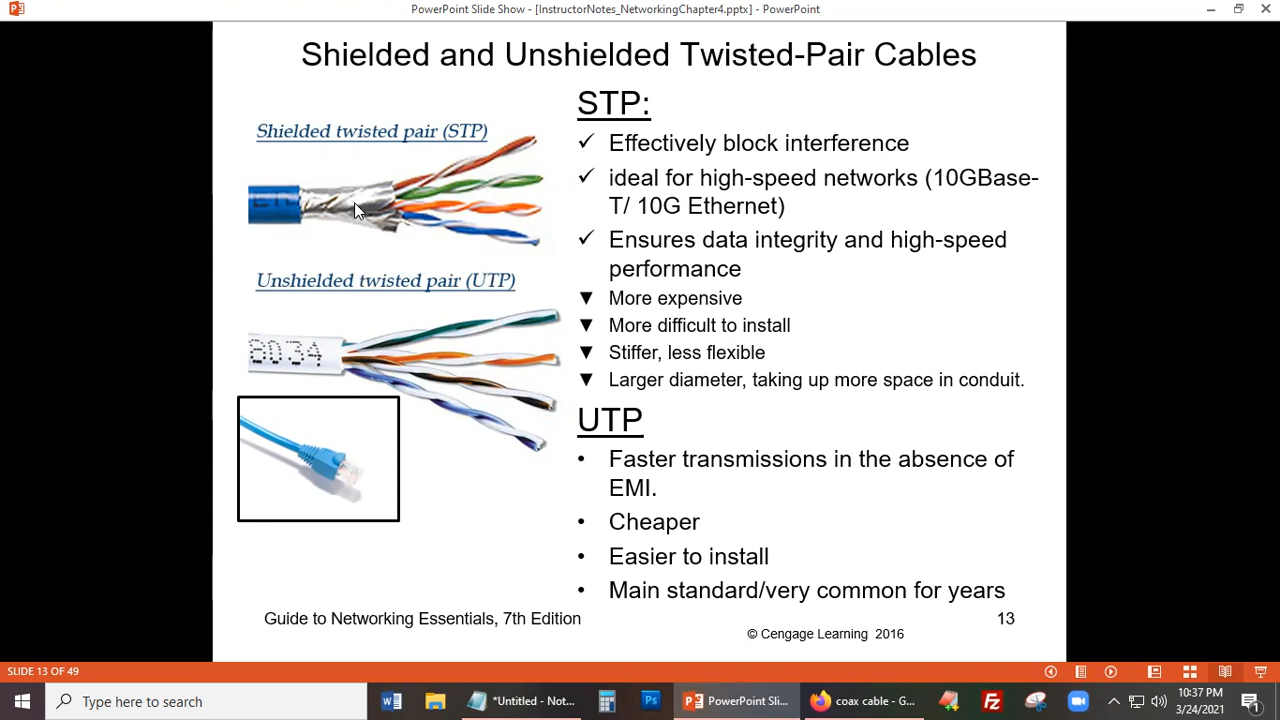 PowerPoint Slide Show - [InstructorNotes_NetworkingChapter4.pptx] - PowerPoint
Shielded and Unshielded Twisted-Pair Cables
Shielded twisted pair (STP)
ETL
Unshielded twisted pair (UTP)
8034
STP:
Effectively block interference
ideal for high-speed networks (10GBase-
T/ 10G Ethernet)
Ensures data integrity and high-speed
performance
More expensive
More difficult to install
Stiffer, less flexible
Larger diameter, taking up more space in conduit.
UTP
Faster transmissions in the absence of
EMI.
Cheaper
Easier to install
Main standard/very common for years
Guide to Networking Essentials, 7th Edition
13
© Cengage Learning 2016
SLIDE 13 OF 49
Type here to search
*Untitled - Not...
PowerPoint Sli...
coax cable - G...
10:37 PM
3/24/2021
1